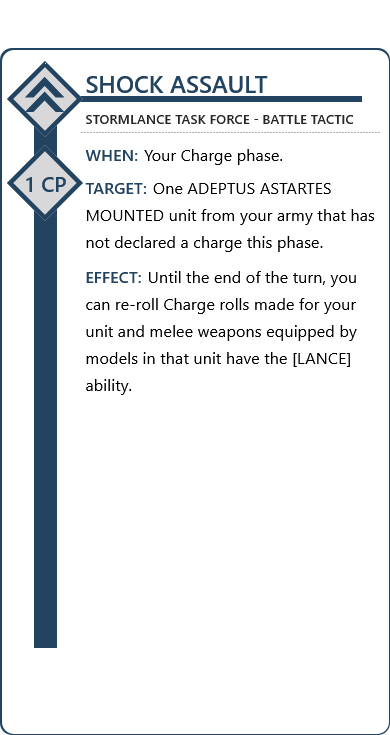 SHOCK ASSAULT
STORMLANCE TASK FORCE - BATTLE TACTIC
WHEN: Your Charge phase.
1 CP
TARGET: One ADEPTUS ASTARTES
MOUNTED unit from your army that has
not declared a charge this phase.
EFFECT: Until the end of the turn, you
can re-roll Charge rolls made for your
unit and melee weapons equipped by
models in that unit have the [LANCE]
ability.